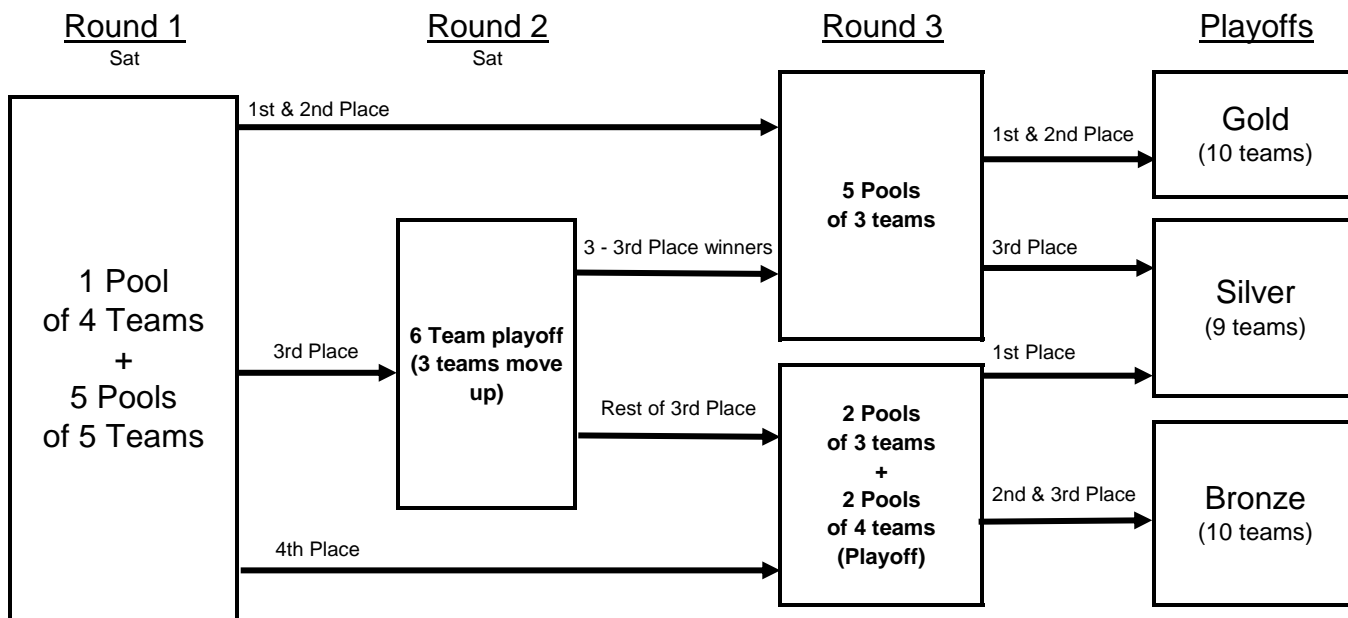 Round 1
Sat
Round 2
Sat
Round 3
Playoffs
1st & 2nd Place
1st & 2nd Place
Gold
(10 teams)
5 Pools
of 3 teams
3 - 3rd Place winners
3rd Place
Silver
(9 teams)
1 Pool
of 4 Teams
+
5 Pools
of 5 Teams
3rd Place
6 Team playoff
(3 teams move
up)
1st Place
Rest of 3rd Place
2 Pools
of 3 teams
+
2 Pools
of 4 teams
(Playoff)
2nd & 3rd Place
Bronze
(10 teams)
4th Place